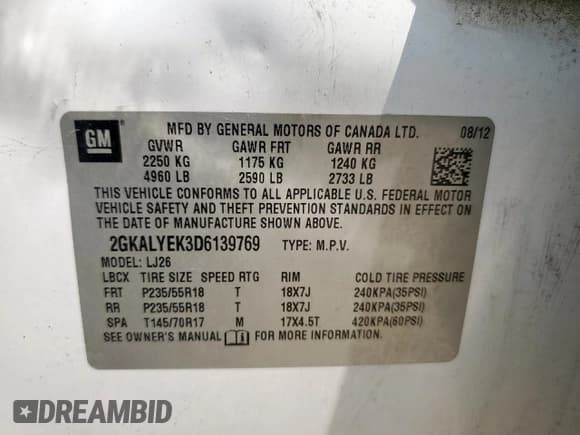 GM
MFD BY GENERAL MOTORS OF CANADA LTD. 08/12
GVWR GAWR FRT GAWR RR
2250 KG 1175 KG 1240 KG
4960 LB 2590 LB 2733 LB
THIS VEHICLE CONFORMS TO ALL APPLICABLE U.S. FEDERAL MOTOR
VEHICLE SAFETY AND THEFT PREVENTION STANDARDS IN EFFECT ON
THE DATE OF MANUFACTURE SHOWN ABOVE.
2GKALYEK3D6139769 TYPE: M.P.V.
MODEL: LJ26
LBCX TIRE SIZE SPEED RTG RIM COLD TIRE PRESSURE
FRT P235/55R18 T 18X7J 240KPA(35PSI)
RR P235/55R18 T 18X7J 240KPA(35PSI)
SPA T145/70R17 M 17X4.5T 420KPA(60PSI)
SEE OWNER'S MANUAL FOR MORE INFORMATION.
DREAMBID